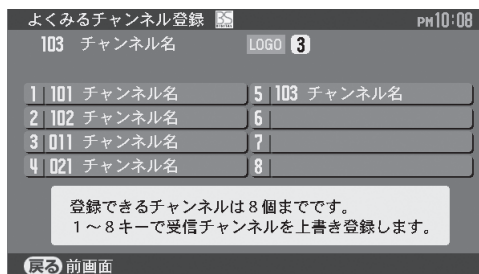 よくみるチャンネル登録 BS PM10:08
103 チャンネル名 LOGO 3
1 101 チャンネル名 5 103 チャンネル名
2 102 チャンネル名 6
3 011 チャンネル名 7
4 021 チャンネル名 8
登録できるチャンネルは8個までです。
1～8キーで受信チャンネルを上書き登録します。
戻る 前画面